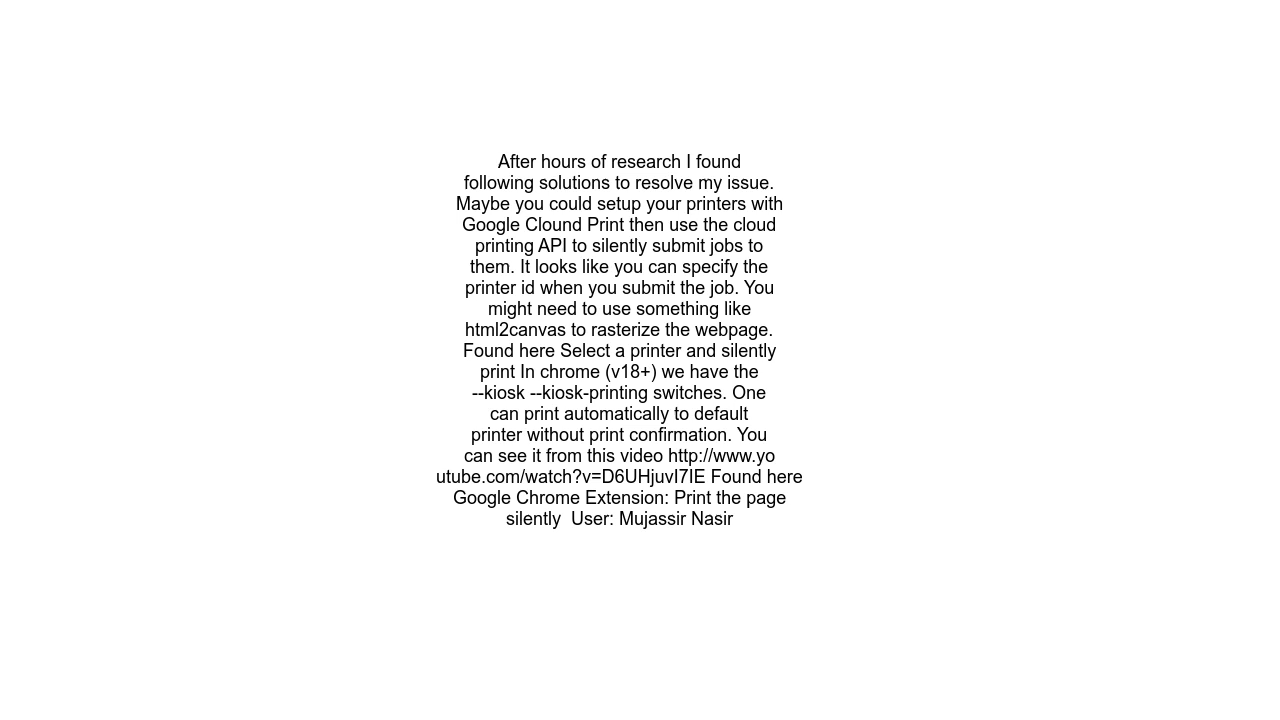 After hours of research I found
following solutions to resolve my issue.
Maybe you could setup your printers with
Google Clound Print then use the cloud
printing API to silently submit jobs to
them. It looks like you can specify the
printer id when you submit the job. You
might need to use something like
html2canvas to rasterize the webpage.
Found here Select a printer and silently
print In chrome (v18+) we have the
--kiosk --kiosk-printing switches. One
can print automatically to default
printer without print confirmation. You
can see it from this video http://www.yo
utube.com/watch?v=D6UHjuvI7IE Found here
Google Chrome Extension: Print the page
silently  User: Mujassir Nasir